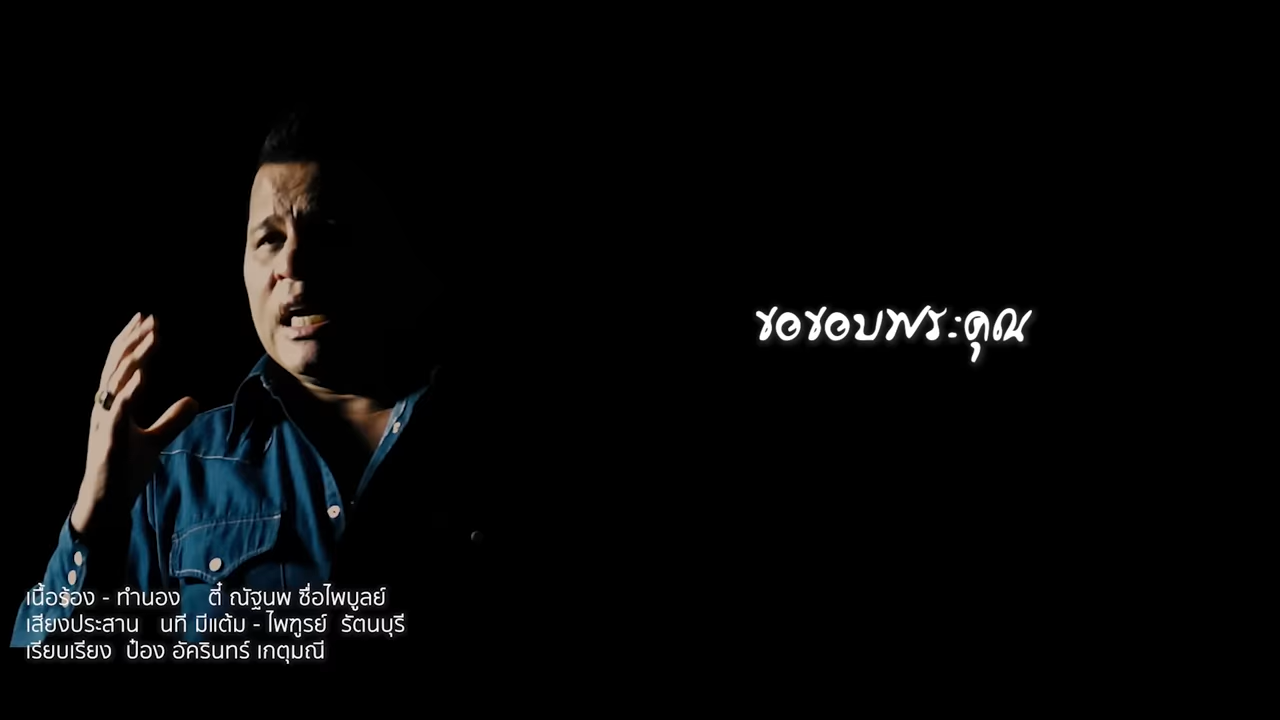 ขอขอบพระคุณ
เนื้อร้อง - ทำนอง ตี๋ ณัฐนพ ซื่อไพบูลย์
เสียงประสาน นที มีแต้ม - ไพฑูรย์ รัตนบุรี
เรียบเรียง ป๋อง อัครินทร์ เกตุมณี